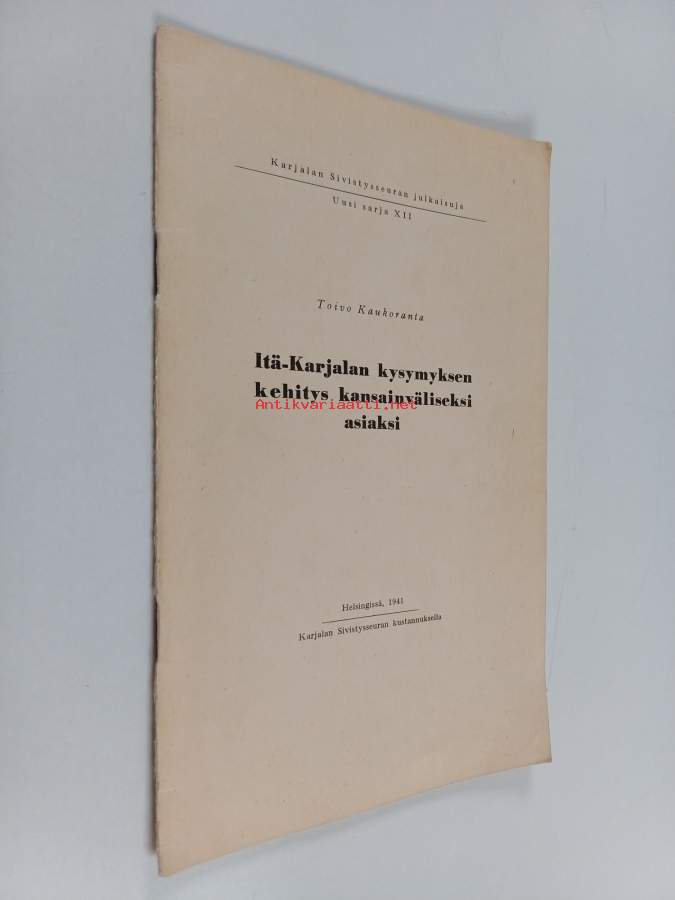 Karjalan Sivistysseuran julkaisuja
Uusi sarja XII
Toivo Kaukoranta
Itä-Karjalan kysymyksen
kehitys kansainväliseksi
Antikvariaatti.net
asiaksi
Helsingissä, 1941
Karjalan Sivistysseuran kustannuksella